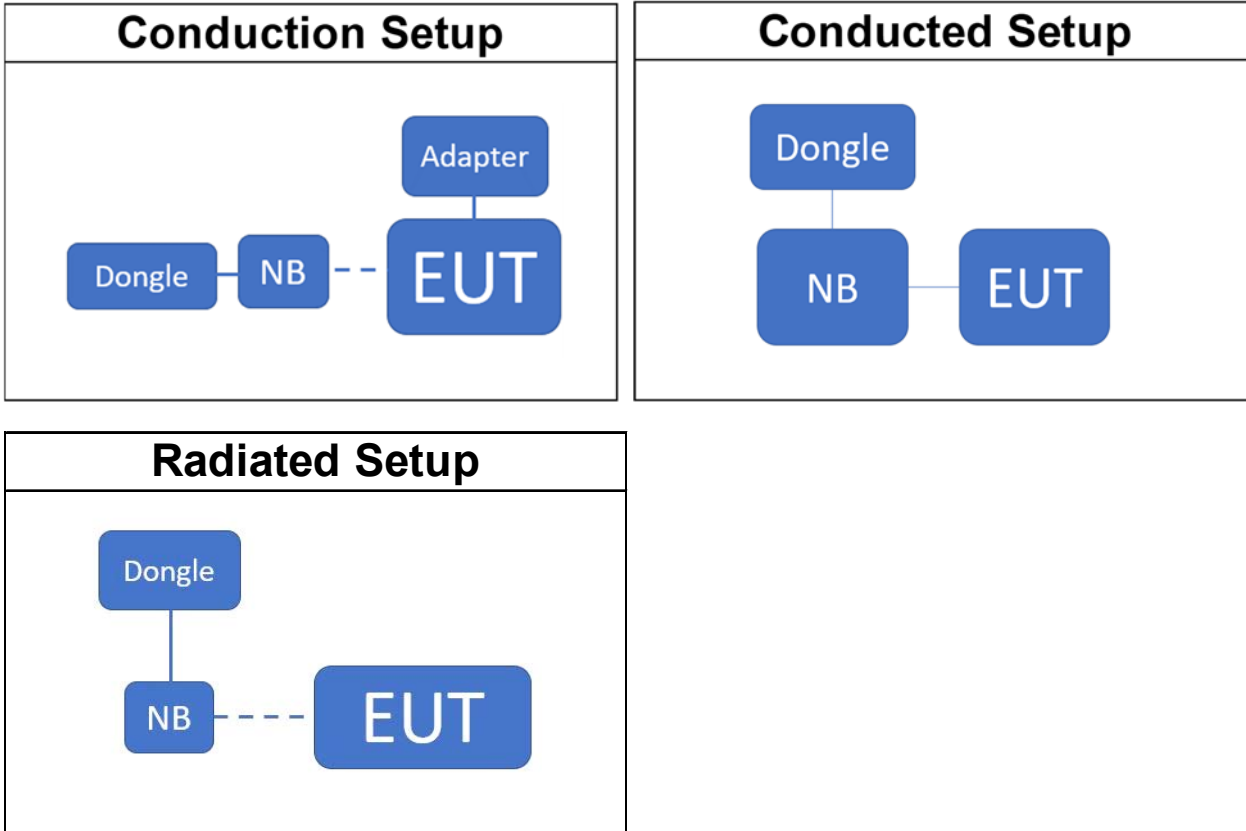 Conduction Setup
Adapter
Dongle
NB
EUT
Conducted Setup
Dongle
NB
EUT
Radiated Setup
Dongle
NB
EUT